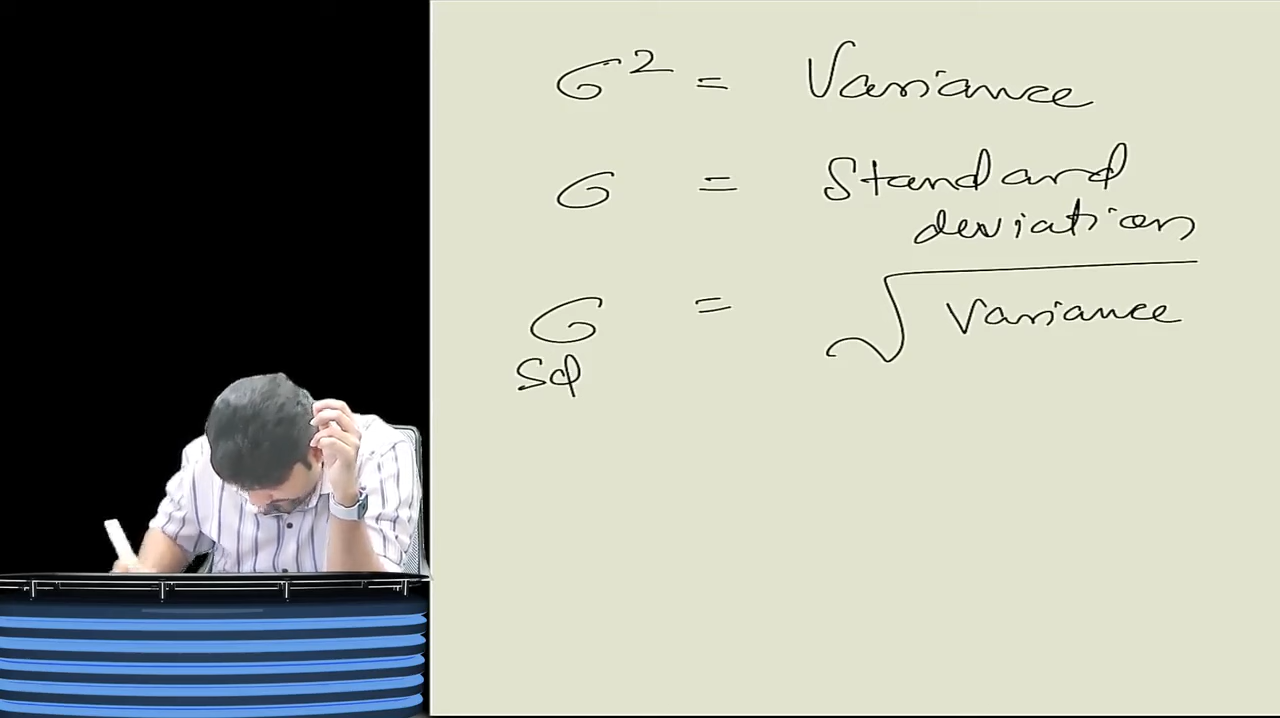 σ² = Variance
σ = Standard
deviation
σ = √Variance
Sd